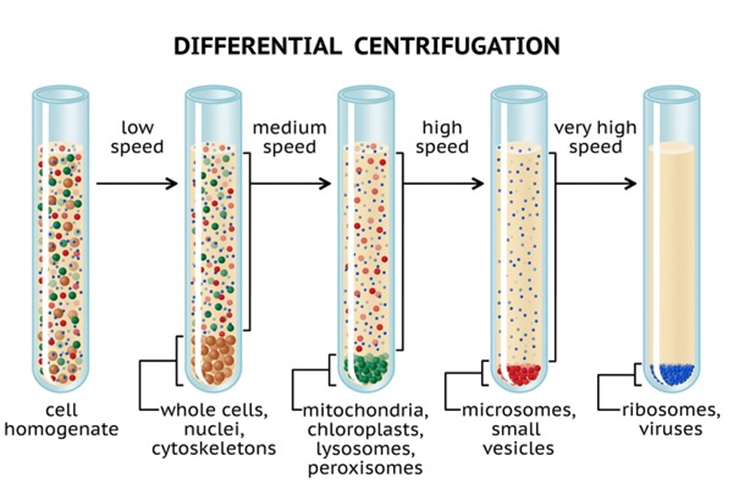 DIFFERENTIAL CENTRIFUGATION
low
speed
medium
speed
high
speed
very high
speed
cell
homogenate
whole cells,
nuclei,
cytoskeletons
mitochondria,
chloroplasts,
lysosomes,
peroxisomes
microsomes,
small
vesicles
ribosomes,
viruses